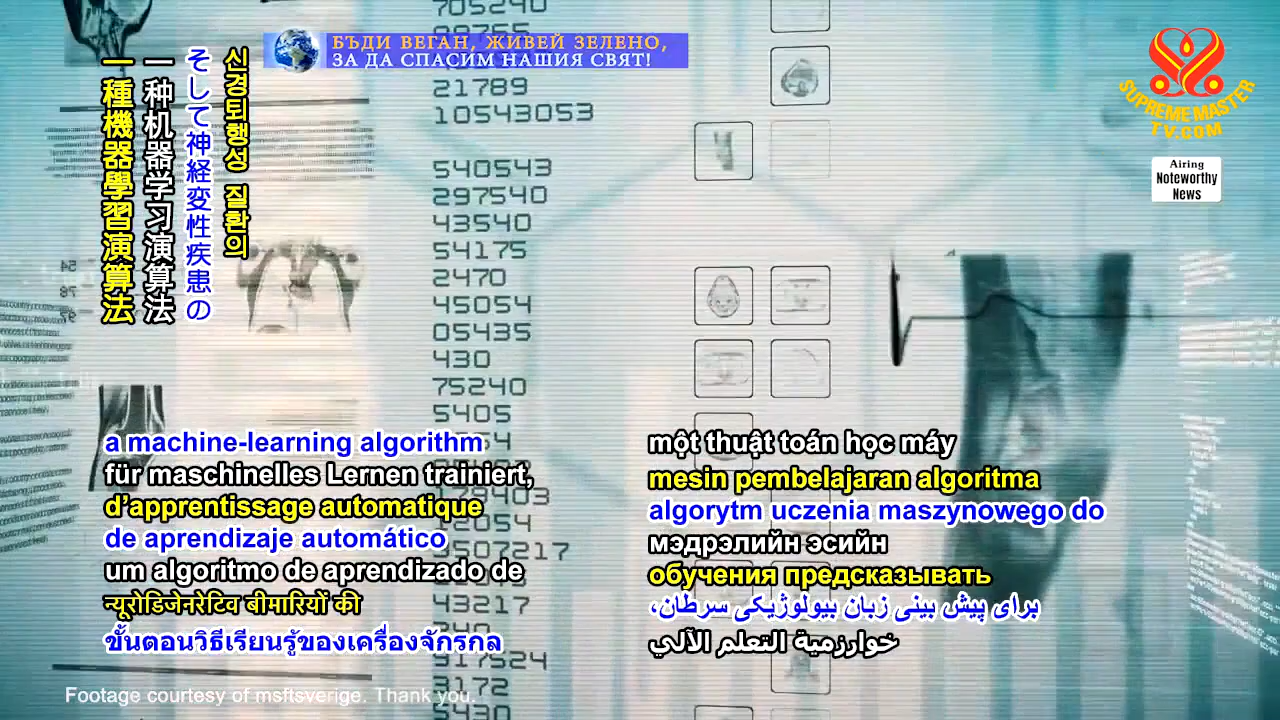 БЪДИ ВЕГАН, ЖИВЕЙ ЗЕЛЕНО,
ЗА ДА СПАСИМ НАШИЯ СВЯТ!
SUPREME MASTER
TV.COM
Airing
Noteworthy
News
신경퇴행성 질환의
そして神経変性疾患の
一种机器学习演算法
一種機器學習演算法
705240
21789
10543053
540543
297540
43540
54175
2470
45054
05435
430
75240
5405
a machine-learning algorithm
für maschinelles Lernen trainiert,
d'apprentissage automatique
de aprendizaje automático
um algoritmo de aprendizado de
न्यूरोडिजेनरेटिव बीमारियों की
ขั้นตอนวิธีเรียนรู้ของเครื่องจักรกล
một thuật toán học máy
mesin pembelajaran algoritma
algorytm uczenia maszynowego do
мэдрэлийн эсийн
обучения предсказывать
برای پیش بینی زبان بیولوژیکی سرطان،
خوارزمية التعلم الآلي
3507217
43217
917524
3172
5430
Footage courtesy of msftsverige. Thank you.